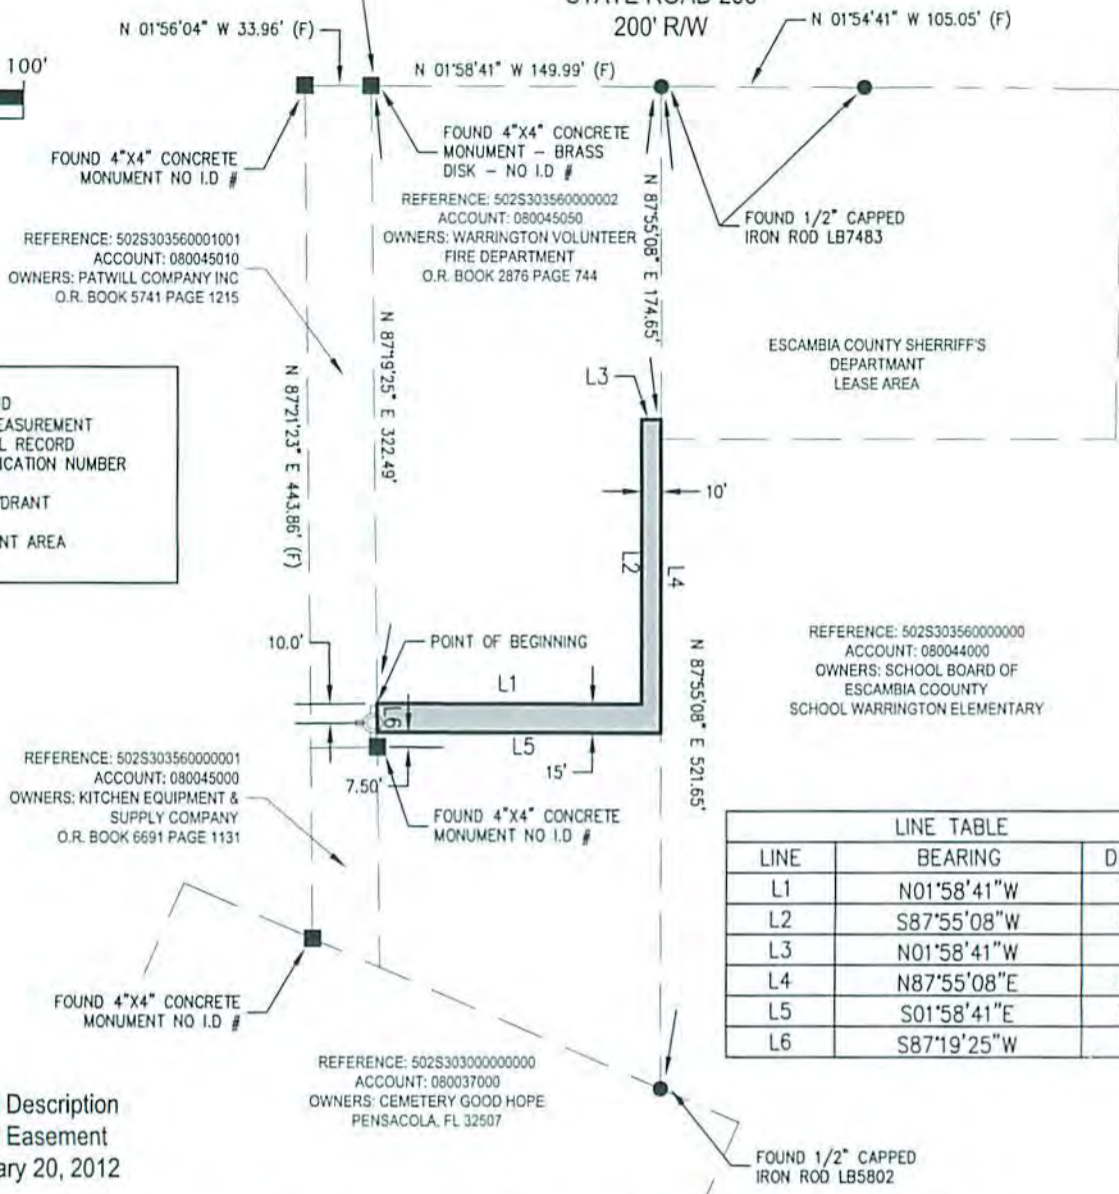 STATE ROAD 295
200' R/W
N 01°56'04" W 33.96' (F)
N 01°54'41" W 105.05' (F)
100'
N 01°58'41" W 149.99' (F)
FOUND 4"X4" CONCRETE
MONUMENT NO I.D #
FOUND 4"X4" CONCRETE
MONUMENT – BRASS
DISK – NO I.D #
FOUND 1/2" CAPPED
IRON ROD LB7483
REFERENCE: 502S303560001001
ACCOUNT: 080045010
OWNERS: PATWILL COMPANY INC
O.R. BOOK 5741 PAGE 1215
REFERENCE: 502S303560000002
ACCOUNT: 080045050
OWNERS: WARRINGTON VOLUNTEER
FIRE DEPARTMENT
O.R. BOOK 2876 PAGE 744
N 87°55'08" E 174.65'
ESCAMBIA COUNTY SHERRIFF'S
DEPARTMANT
LEASE AREA
N 87°19'25" E 322.49'
N 87°21'23" E 443.86' (F)
L3
D
EASUREMENT
L RECORD
ICATION NUMBER
DRANT
NT AREA
10'
L2
L4
10.0'
POINT OF BEGINNING
L1
L6
L5
15'
7.50'
N 87°55'08" E 521.65'
REFERENCE: 502S303560000000
ACCOUNT: 080044000
OWNERS: SCHOOL BOARD OF
ESCAMBIA COOUNTY
SCHOOL WARRINGTON ELEMENTARY
REFERENCE: 502S303560000001
ACCOUNT: 080045000
OWNERS: KITCHEN EQUIPMENT &
SUPPLY COMPANY
O.R. BOOK 6691 PAGE 1131
FOUND 4"X4" CONCRETE
MONUMENT NO I.D #
LINE TABLE
LINE BEARING D
L1 N01°58'41"W
L2 S87°55'08"W
L3 N01°58'41"W
L4 N87°55'08"E
L5 S01°58'41"E
L6 S87°19'25"W
FOUND 4"X4" CONCRETE
MONUMENT NO I.D #
REFERENCE: 502S303000000000
ACCOUNT: 080037000
OWNERS: CEMETERY GOOD HOPE
PENSACOLA, FL 32507
Description
Easement
ary 20, 2012
FOUND 1/2" CAPPED
IRON ROD LB5802